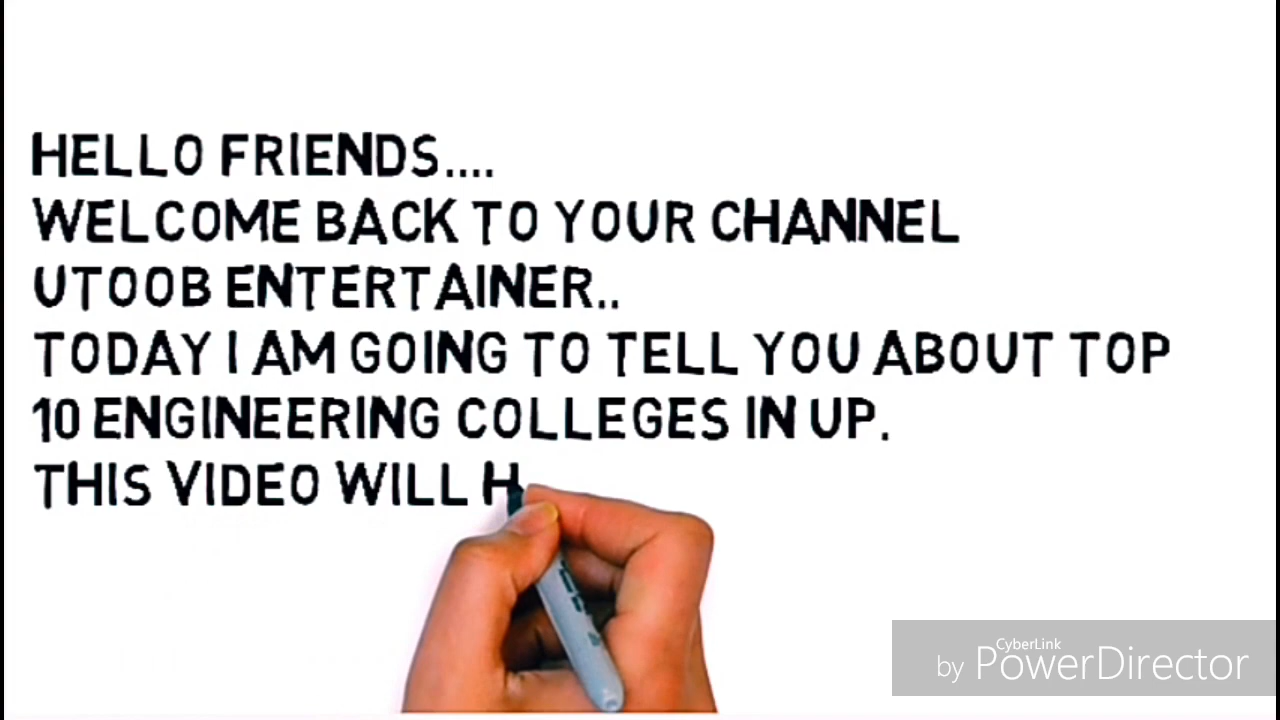 HELLO FRIENDS....
WELCOME BACK TO YOUR CHANNEL
UTOOB ENTERTAINER..
TODAY I AM GOING TO TELL YOU ABOUT TOP
10 ENGINEERING COLLEGES IN UP.
THIS VIDEO WILL H
CyberLink
by PowerDirector